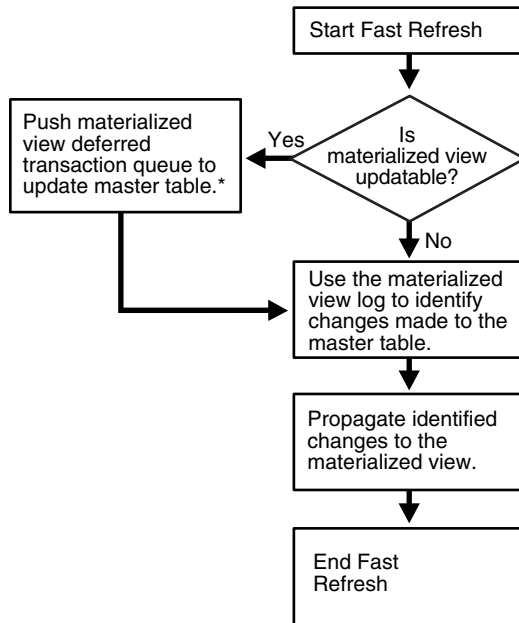 Start Fast Refresh
Is
materialized view
updatable?
Yes
Push materialized
view deferred
transaction queue to
update master table.*
No
Use the materialized
view log to identify
changes made to the
master table.
Propagate identified
changes to the
materialized view.
End Fast
Refresh